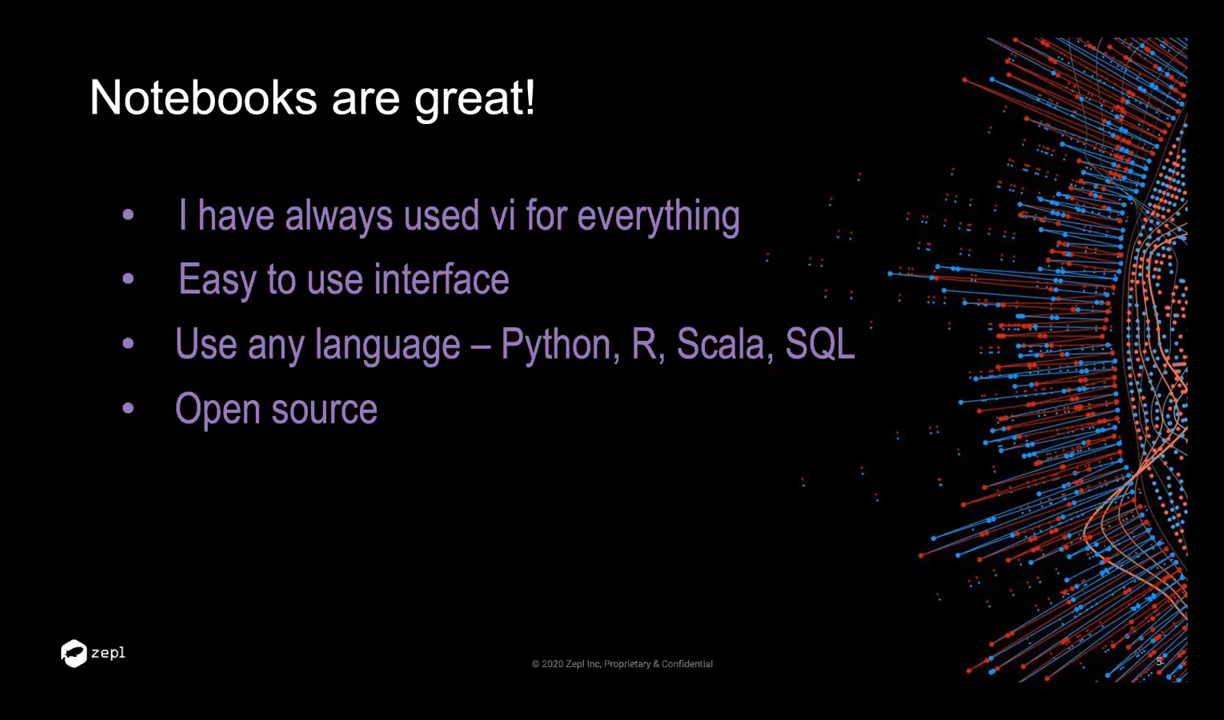 Notebooks are great!
• I have always used vi for everything
• Easy to use interface
• Use any language – Python, R, Scala, SQL
• Open source
zepl
© 2020 Zepl Inc, Proprietary & Confidential
5